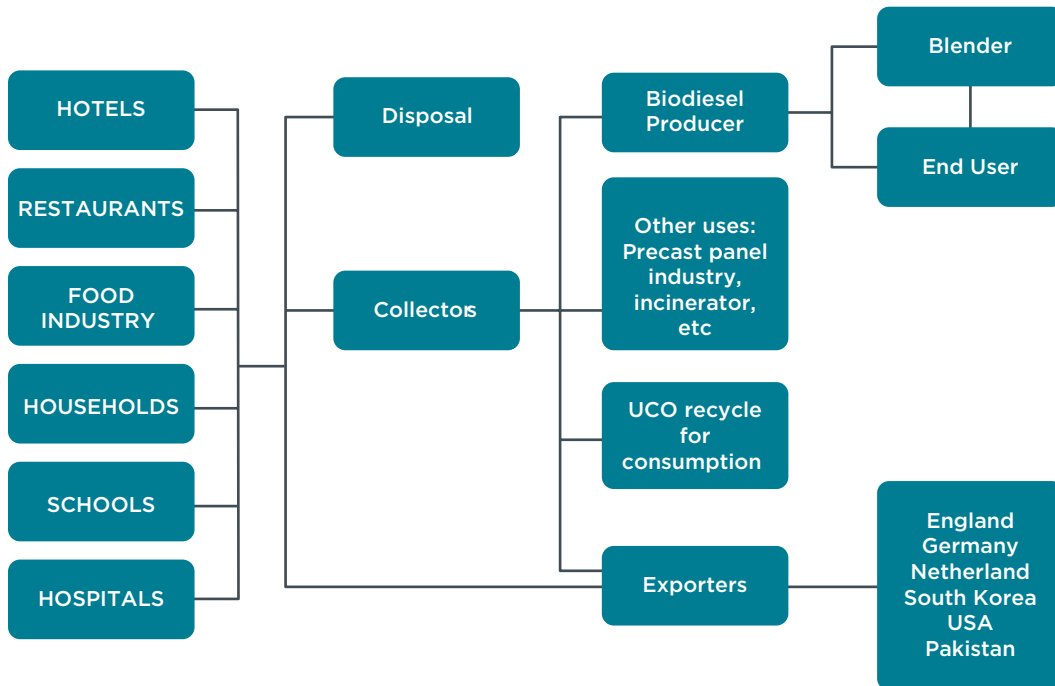 HOTELS
RESTAURANTS
FOOD
INDUSTRY
HOUSEHOLDS
SCHOOLS
HOSPITALS
Disposal
Collectors
Biodiesel
Producer
Other uses:
Precast panel
industry,
incinerator,
etc
UCO recycle
for
consumption
Exporters
Blender
End User
England
Germany
Netherland
South Korea
USA
Pakistan